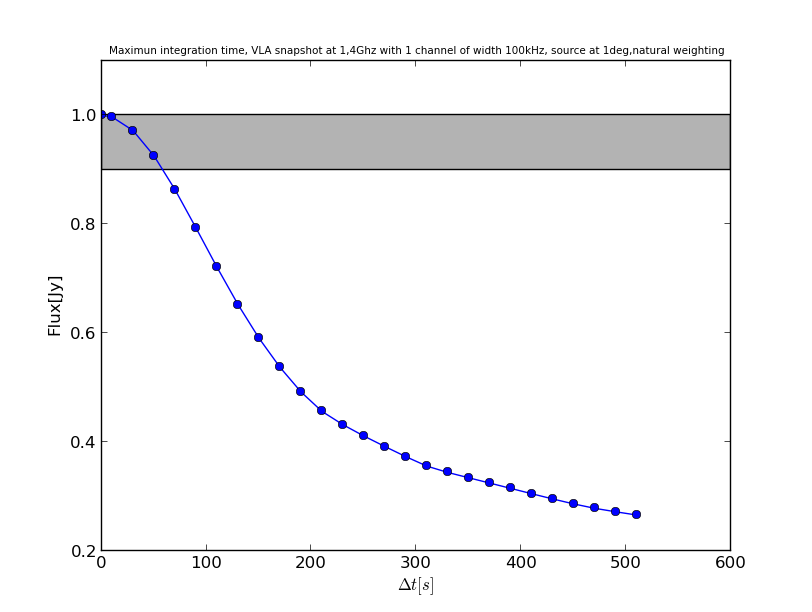 Maximun integration time, VLA snapshot at 1,4Ghz with 1 channel of width 100kHz, source at 1deg,natural weighting
1.0
0.8
0.6
0.4
0.2
Flux[Jy]
0 100 200 300 400 500 600
Δt[s]